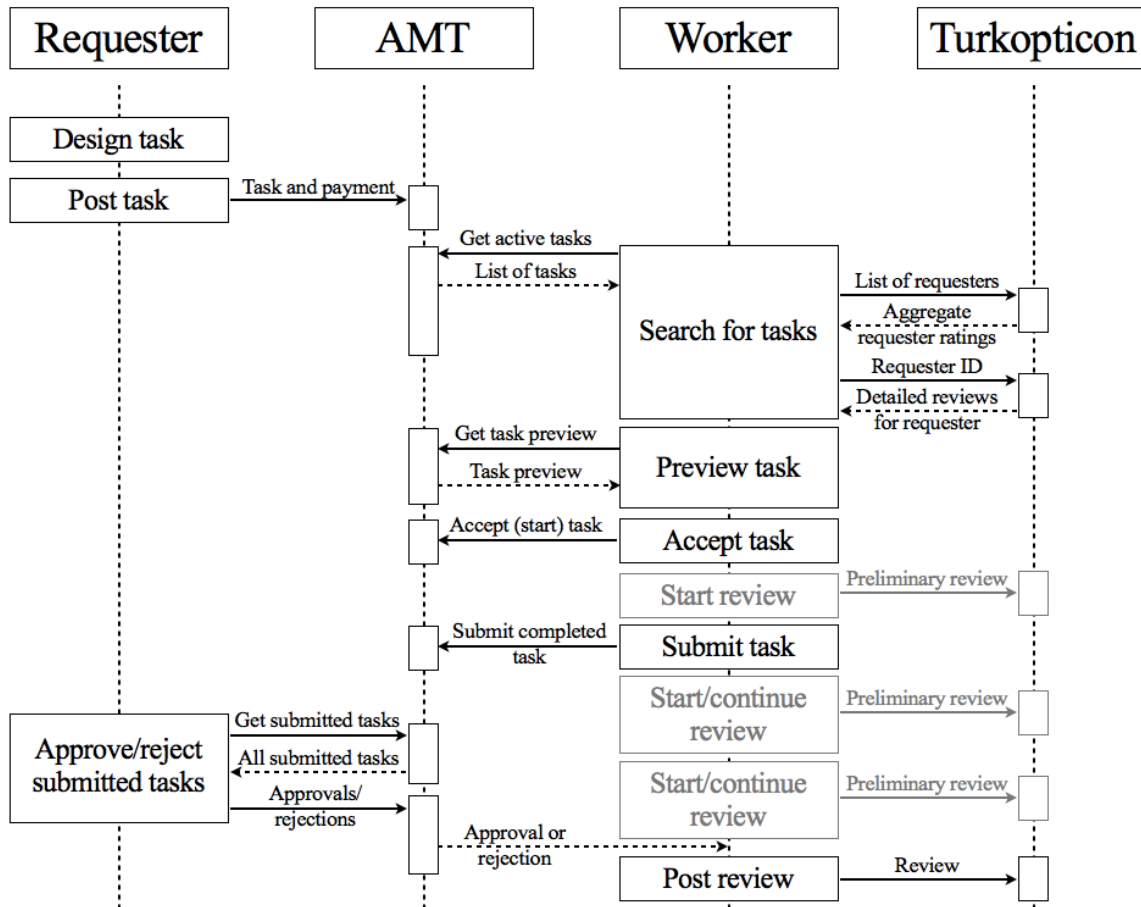 Requester
AMT
Worker
Turkopticon
Design task
Post task
Task and payment
Get active tasks
List of tasks
Search for tasks
List of requesters
Aggregate
requester ratings
Requester ID
Detailed reviews
for requester
Get task preview
Task preview
Preview task
Accept (start) task
Accept task
Start review
Preliminary review
Submit completed
task
Submit task
Start/continue
review
Preliminary review
Approve/reject
submitted tasks
Get submitted tasks
All submitted tasks
Approvals/
rejections
Start/continue
review
Preliminary review
Approval or
rejection
Post review
Review